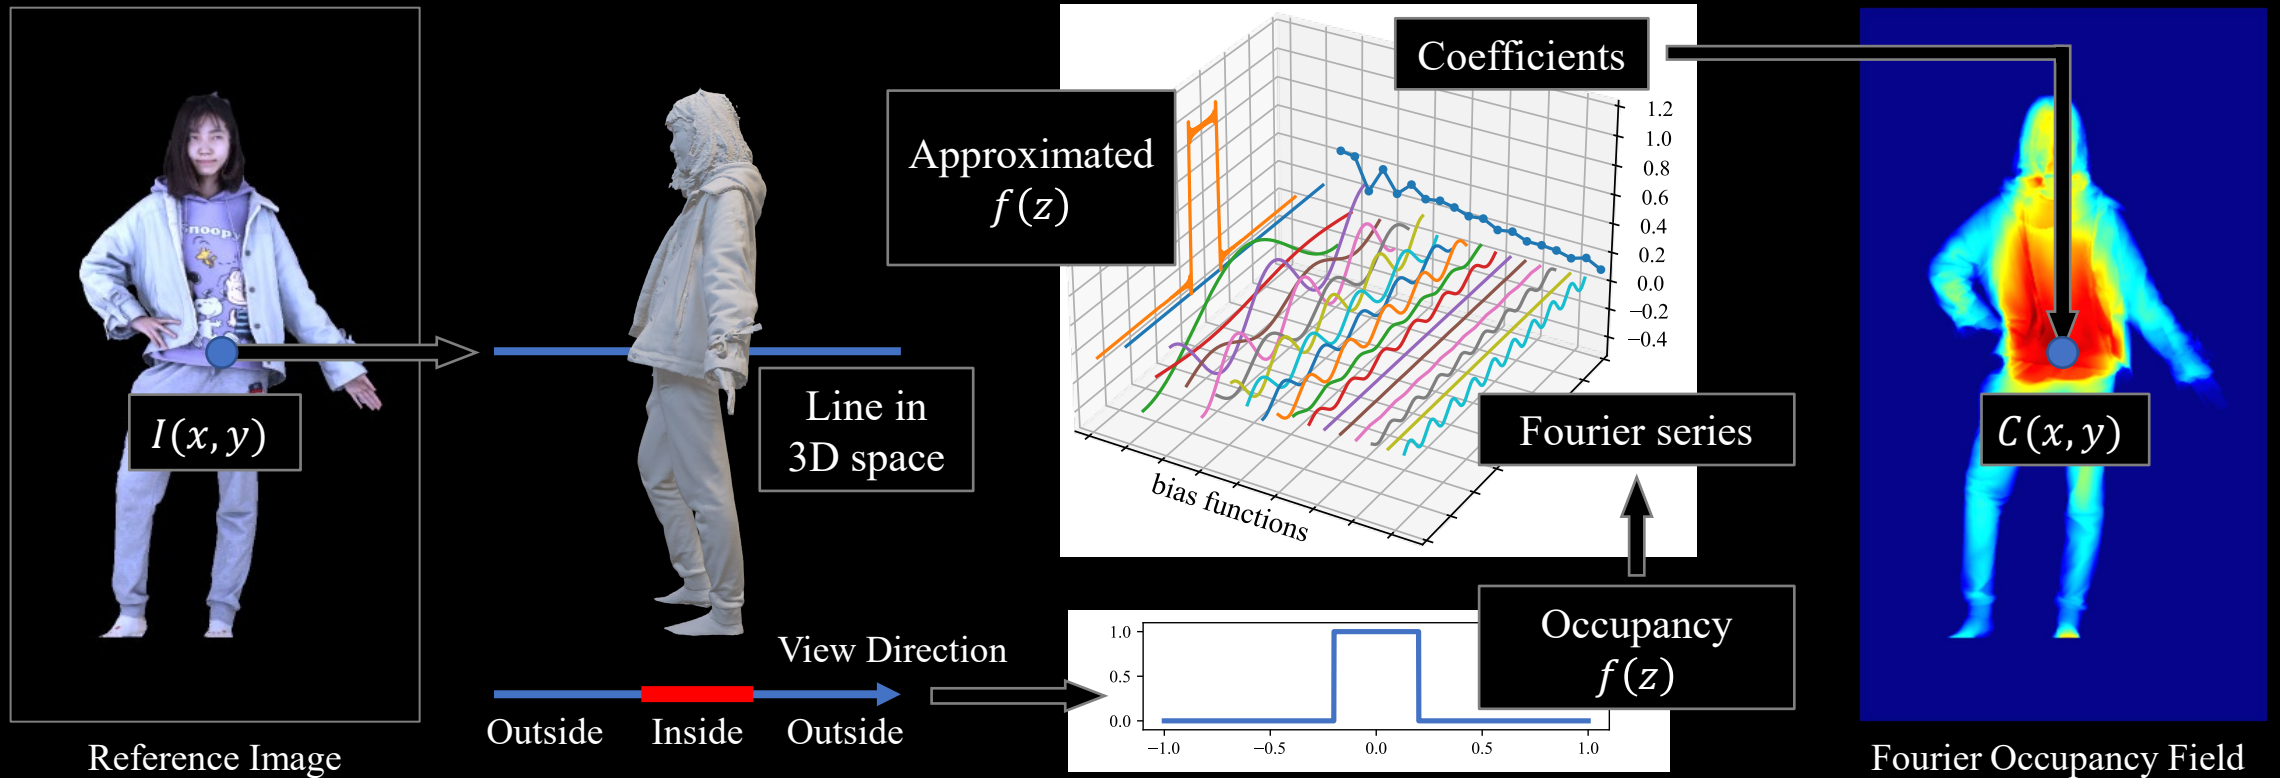 Snoopy
I(x, y)
Reference Image
Line in
3D space
View Direction
Outside Inside Outside
Approximated
f(z)
Coefficients
1.2
1.0
0.8
0.6
0.4
0.2
0.0
−0.2
−0.4
bias functions
Fourier series
Occupancy
f(z)
1.0
0.5
0.0
−1.0 −0.5 0.0 0.5 1.0
C(x, y)
Fourier Occupancy Field